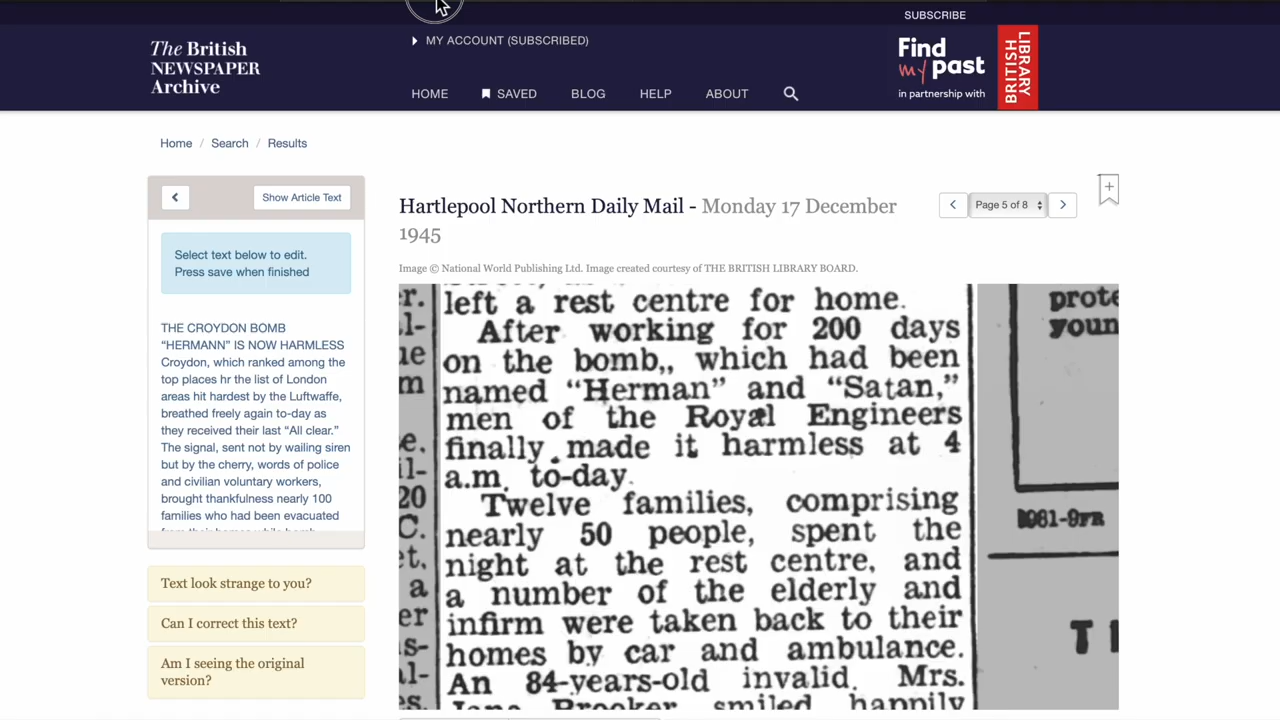 SUBSCRIBE
The British
NEWSPAPER
Archive
MY ACCOUNT (SUBSCRIBED)
HOME SAVED BLOG HELP ABOUT
Find
my past
in partnership with
LIBRARY
BRITISH
Home / Search / Results
Show Article Text
Select text below to edit.
Press save when finished
THE CROYDON BOMB
“HERMANN” IS NOW HARMLESS
Croydon, which ranked among the
top places hr the list of London
areas hit hardest by the Luftwaffe,
breathed freely again to-day as
they received their last “All clear.”
The signal, sent not by wailing siren
but by the cherry, words of police
and civilian voluntary workers,
brought thankfulness nearly 100
families who had been evacuated
Text look strange to you?
Can I correct this text?
Am I seeing the original
version?
Hartlepool Northern Daily Mail - Monday 17 December
1945
Page 5 of 8
Image © National World Publishing Ltd. Image created courtesy of THE BRITISH LIBRARY BOARD.
left a rest centre for home.
After working for 200 days
on the bomb,, which had been
named “Herman” and “Satan,”
men of the Royal Engineers
finally made it harmless at 4
a.m. to-day.
Twelve families, comprising
nearly 50 people, spent the
night at the rest centre, and
a number of the elderly and
infirm were taken back to their
homes by car and ambulance.
An 84-years-old invalid, Mrs.
Jane Brooker smiled happily